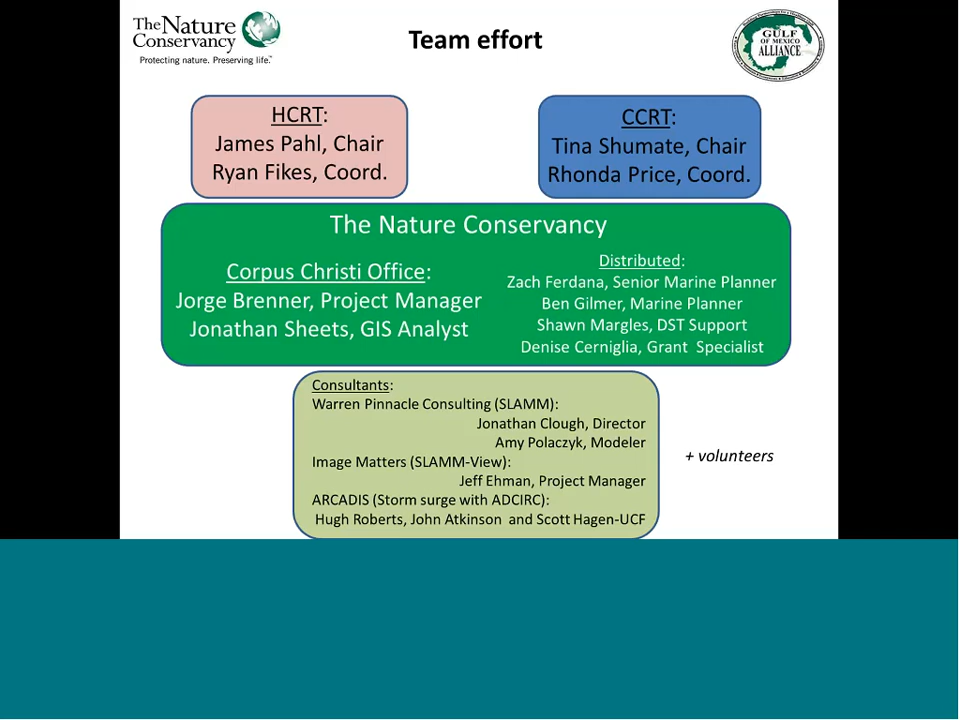 The Nature
Conservancy
Protecting nature. Preserving life.™
Team effort
GULF
OF MEXICO
ALLIANCE
HCRT:
James Pahl, Chair
Ryan Fikes, Coord.
CCRT:
Tina Shumate, Chair
Rhonda Price, Coord.
The Nature Conservancy
Corpus Christi Office:
Jorge Brenner, Project Manager
Jonathan Sheets, GIS Analyst
Distributed:
Zach Ferdana, Senior Marine Planner
Ben Gilmer, Marine Planner
Shawn Margles, DST Support
Denise Cerniglia, Grant Specialist
Consultants:
Warren Pinnacle Consulting (SLAMM):
Jonathan Clough, Director
Amy Polaczyk, Modeler
Image Matters (SLAMM-View):
Jeff Ehman, Project Manager
ARCADIS (Storm surge with ADCIRC):
Hugh Roberts, John Atkinson and Scott Hagen-UCF
+ volunteers